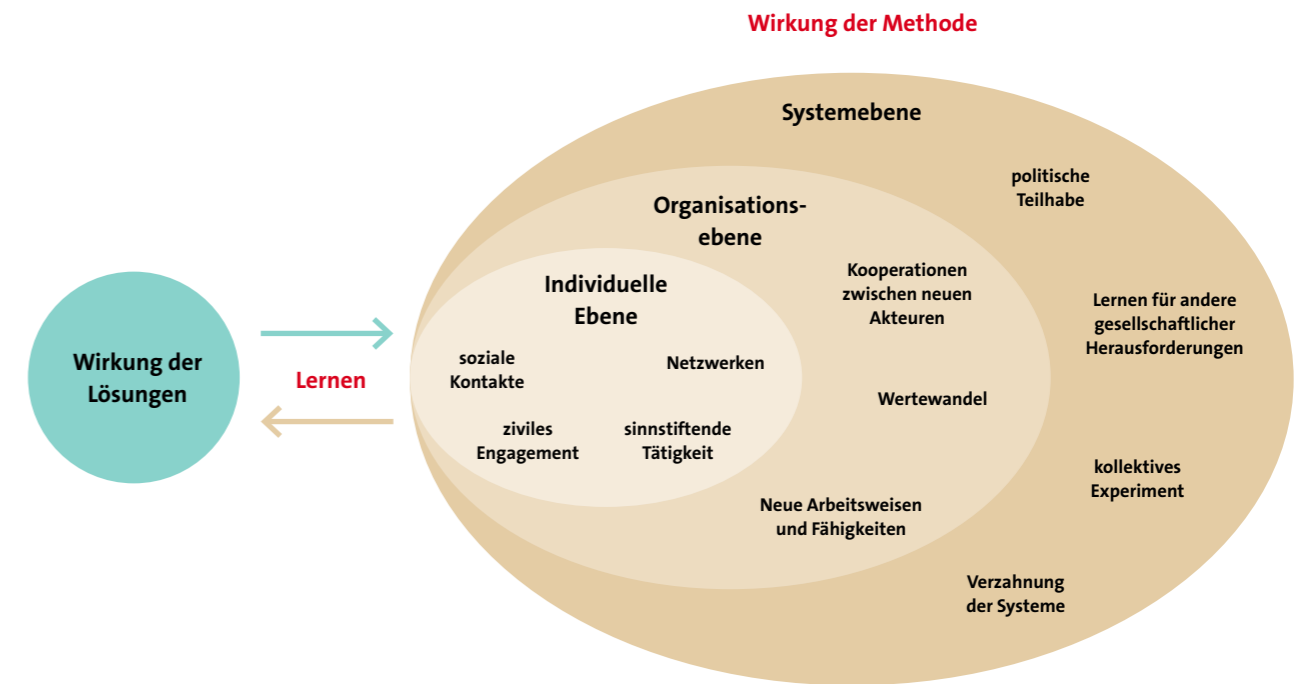 Wirkung der Methode
Systemebene
politische
Teilhabe
Organisations-
ebene
Kooperationen
zwischen neuen
Akteuren
Individuelle
Ebene
Lernen für andere
gesellschaftlicher
Herausforderungen
Wirkung der
Lösungen
Lernen
soziale
Kontakte
Netzwerken
Wertewandel
ziviles
Engagement
sinnstiftende
Tätigkeit
kollektives
Experiment
Neue Arbeitsweisen
und Fähigkeiten
Verzahnung
der Systeme